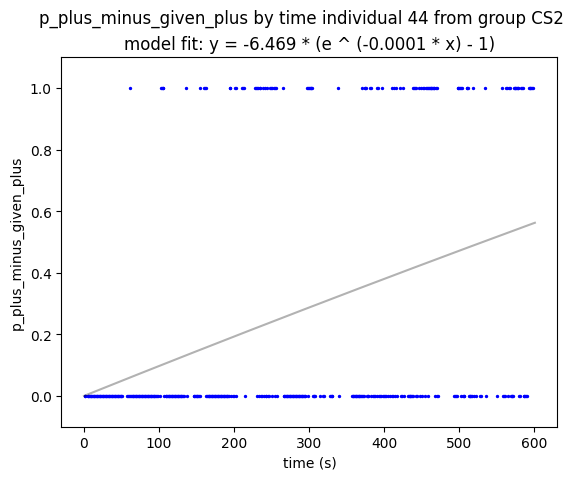 p_plus_minus_given_plus by time individual 44 from group CS2
model fit: y = -6.469 * (e ^ (-0.0001 * x) - 1)
p_plus_minus_given_plus
1.0
0.8
0.6
0.4
0.2
0.0
0 100 200 300 400 500 600
time (s)